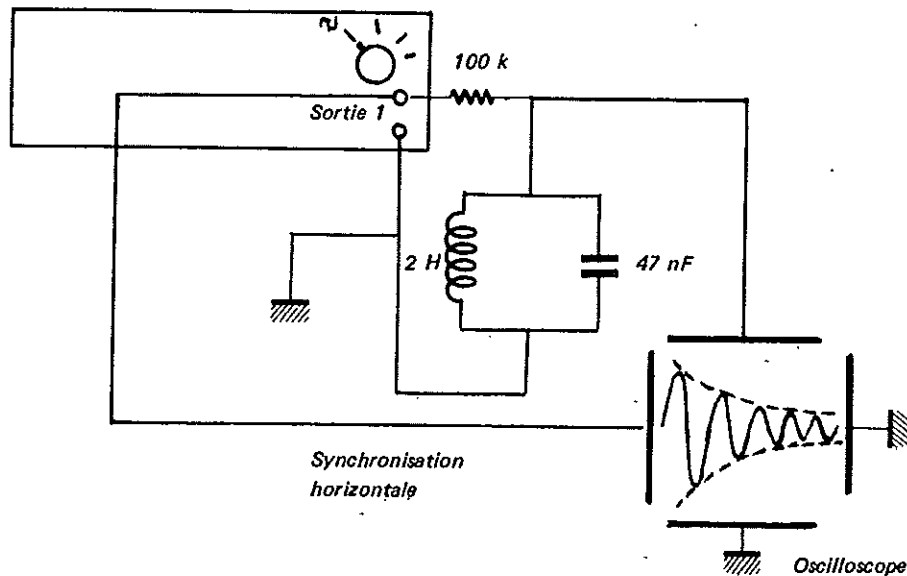 100 k
Sortie 1
2 H
47 nF
Synchronisation
horizontale
Oscilloscope